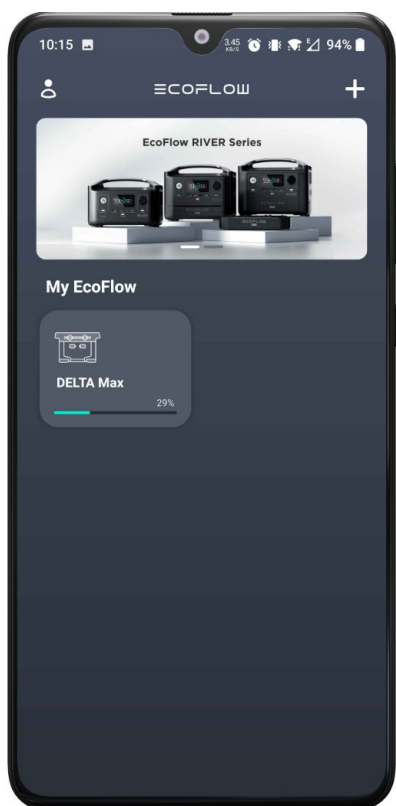 10:15
3.45
KB/S
E
94%
ECOFLOW
EcoFlow RIVER Series
My EcoFlow
DELTA Max
29%